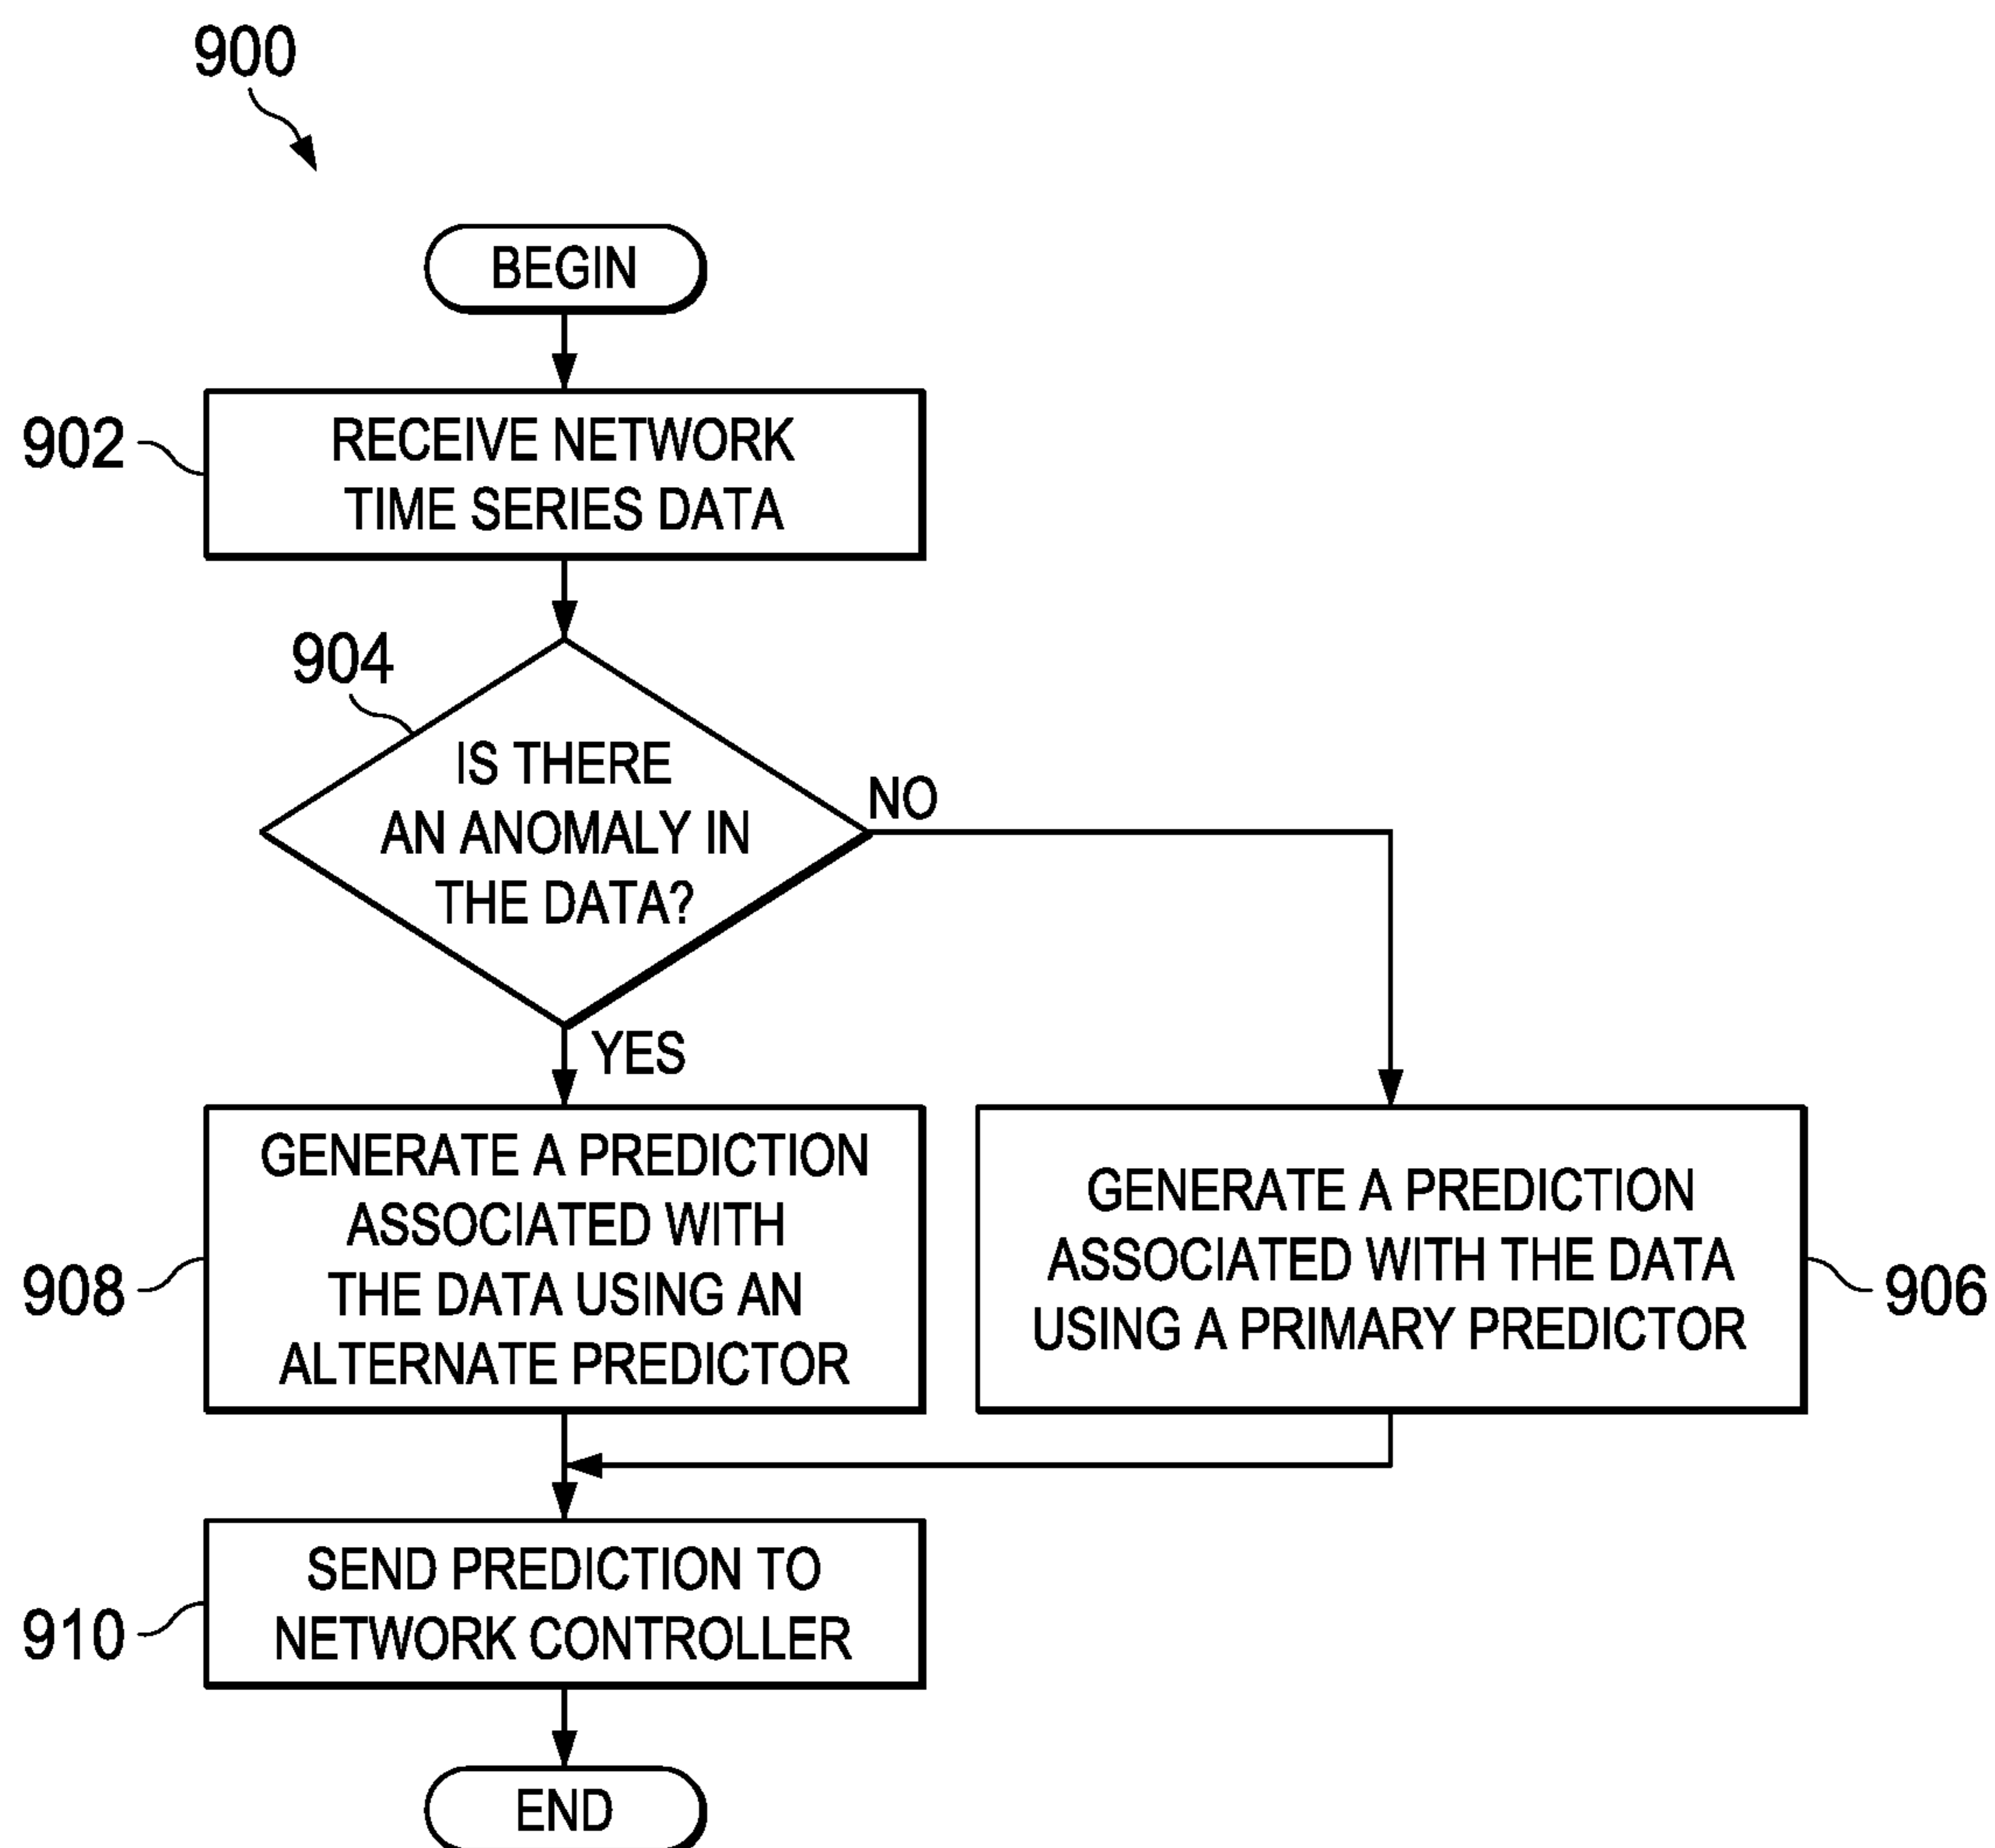 900
BEGIN
902
RECEIVE NETWORK
TIME SERIES DATA
904
IS THERE
AN ANOMALY IN
THE DATA?
NO
YES
908
GENERATE A PREDICTION
ASSOCIATED WITH
THE DATA USING AN
ALTERNATE PREDICTOR
GENERATE A PREDICTION
ASSOCIATED WITH THE DATA
USING A PRIMARY PREDICTOR
906
910
SEND PREDICTION TO
NETWORK CONTROLLER
END